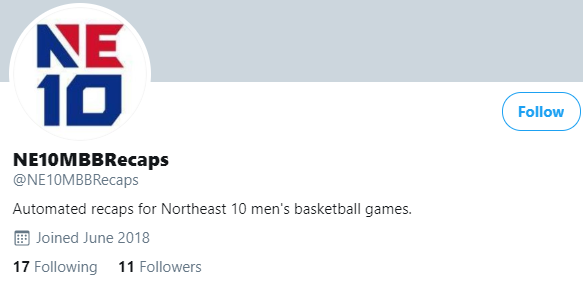 NE
10
Follow
NE10MBBRecaps
@NE10MBBRecaps
Automated recaps for Northeast 10 men's basketball games.
Joined June 2018
17 Following 11 Followers